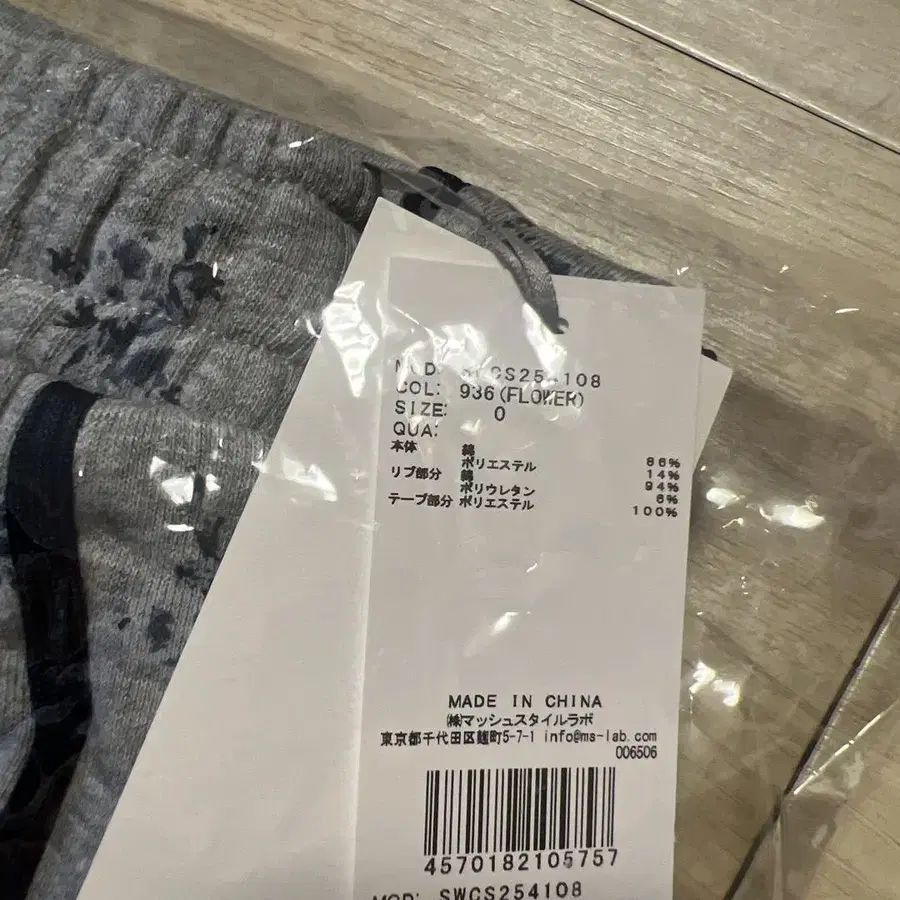 MOD: SWCS254108
COL: 936(FLOWER)
SIZE: 0
QUA:
本体 綿 86%
ポリエステル 14%
リブ部分 綿 94%
ポリウレタン 6%
テープ部分 ポリエステル 100%
MADE IN CHINA
㈱マッシュスタイルラボ
東京都千代田区麹町5-7-1 info@ms-lab.com
006506
4570182105757
MOD: SWCS254108